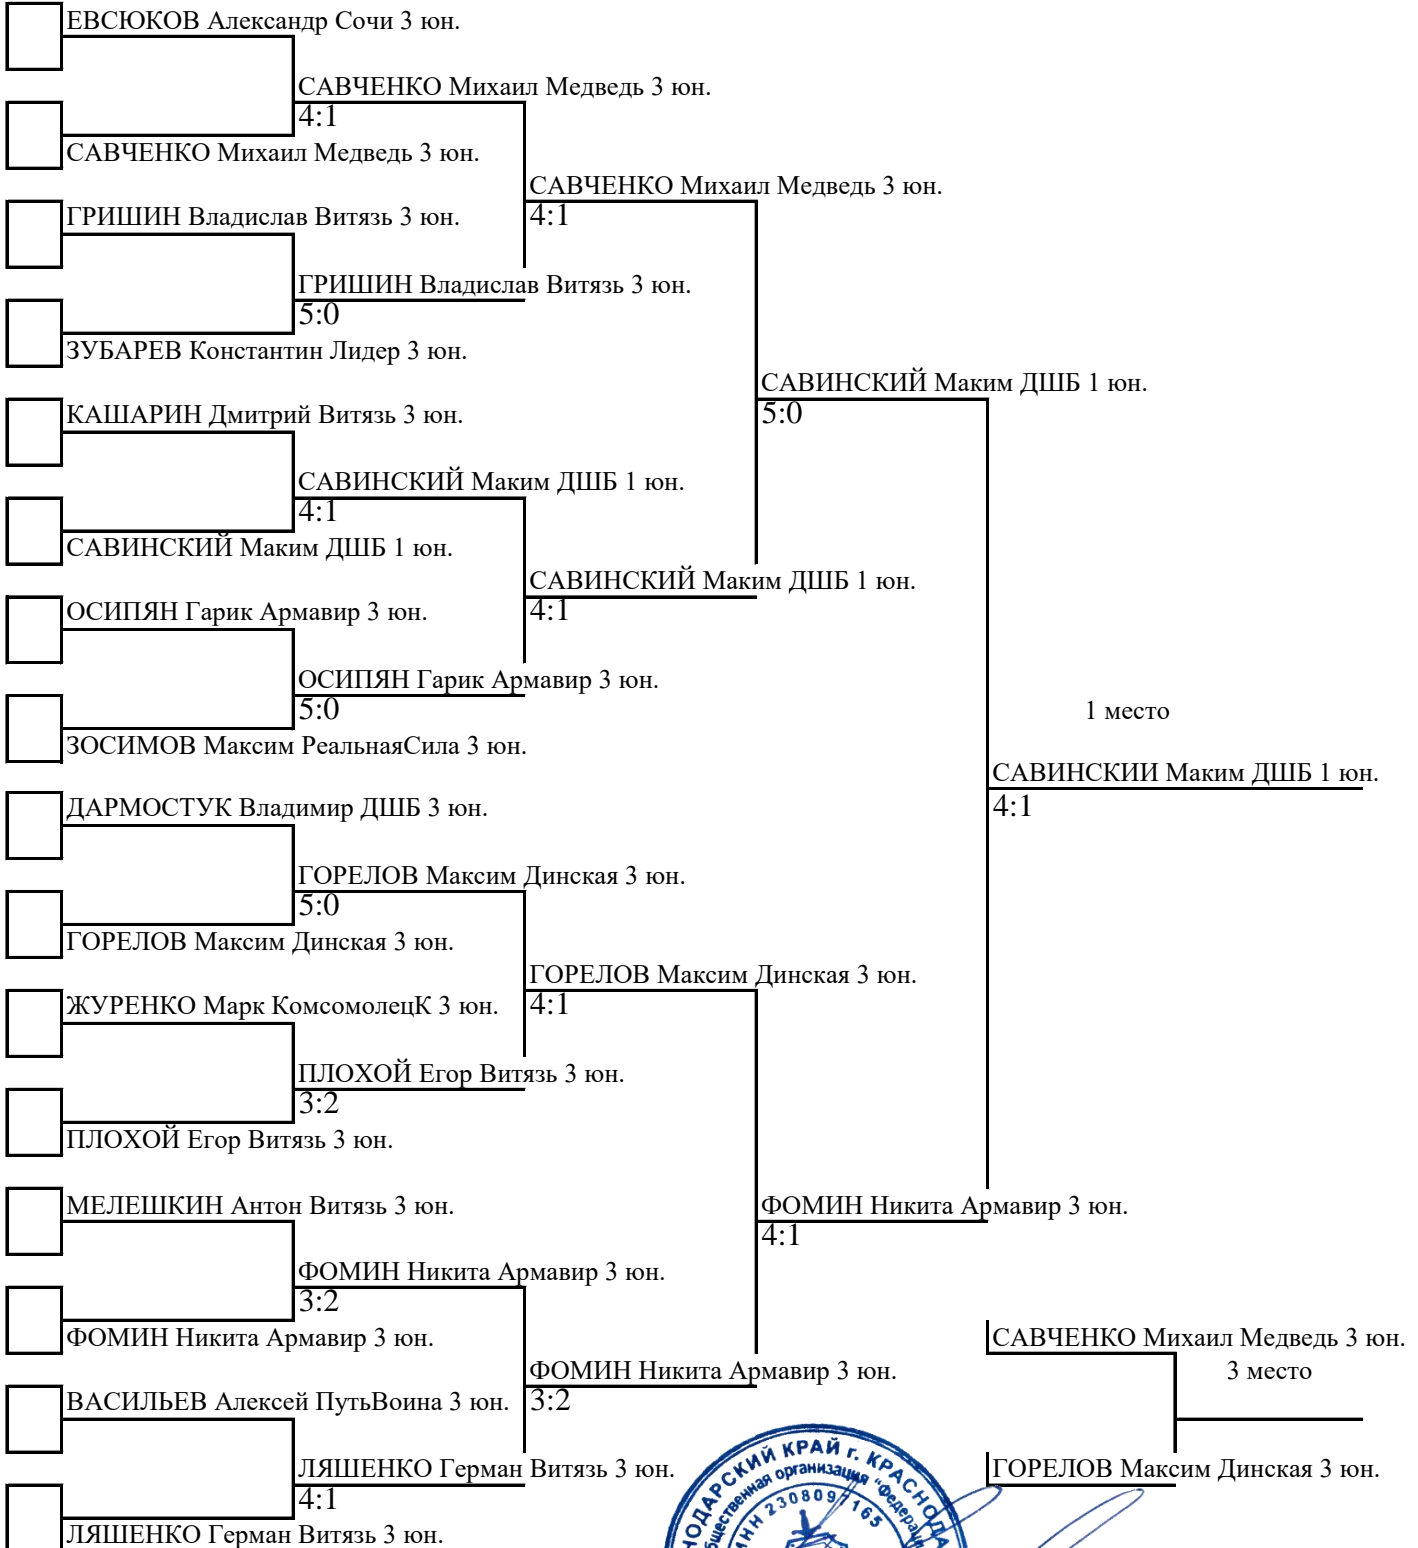 ЕВСЮКОВ Александр Сочи 3 юн.
САВЧЕНКО Михаил Медведь 3 юн.
4:1
САВЧЕНКО Михаил Медведь 3 юн.
САВЧЕНКО Михаил Медведь 3 юн.
4:1
ГРИШИН Владислав Витязь 3 юн.
ГРИШИН Владислав Витязь 3 юн.
5:0
ЗУБАРЕВ Константин Лидер 3 юн.
САВИНСКИЙ Маким ДШБ 1 юн.
5:0
КАШАРИН Дмитрий Витязь 3 юн.
САВИНСКИЙ Маким ДШБ 1 юн.
4:1
САВИНСКИЙ Маким ДШБ 1 юн.
САВИНСКИЙ Маким ДШБ 1 юн.
4:1
ОСИПЯН Гарик Армавир 3 юн.
ОСИПЯН Гарик Армавир 3 юн.
5:0
1 место
ЗОСИМОВ Максим РеальнаяСила 3 юн.
САВИНСКИИ Маким ДШБ 1 юн.
4:1
ДАРМОСТУК Владимир ДШБ 3 юн.
ГОРЕЛОВ Максим Динская 3 юн.
5:0
ГОРЕЛОВ Максим Динская 3 юн.
ГОРЕЛОВ Максим Динская 3 юн.
4:1
ЖУРЕНКО Марк КомсомолецК 3 юн.
ПЛОХОЙ Егор Витязь 3 юн.
3:2
ПЛОХОЙ Егор Витязь 3 юн.
МЕЛЕШКИН Антон Витязь 3 юн.
ФОМИН Никита Армавир 3 юн.
4:1
ФОМИН Никита Армавир 3 юн.
3:2
ФОМИН Никита Армавир 3 юн.
САВЧЕНКО Михаил Медведь 3 юн.
3 место
ФОМИН Никита Армавир 3 юн.
3:2
ВАСИЛЬЕВ Алексей ПутьВоина 3 юн.
ЛЯШЕНКО Герман Витязь 3 юн.
4:1
ГОРЕЛОВ Максим Динская 3 юн.
ЛЯШЕНКО Герман Витязь 3 юн.
КРАЙ г.
организация